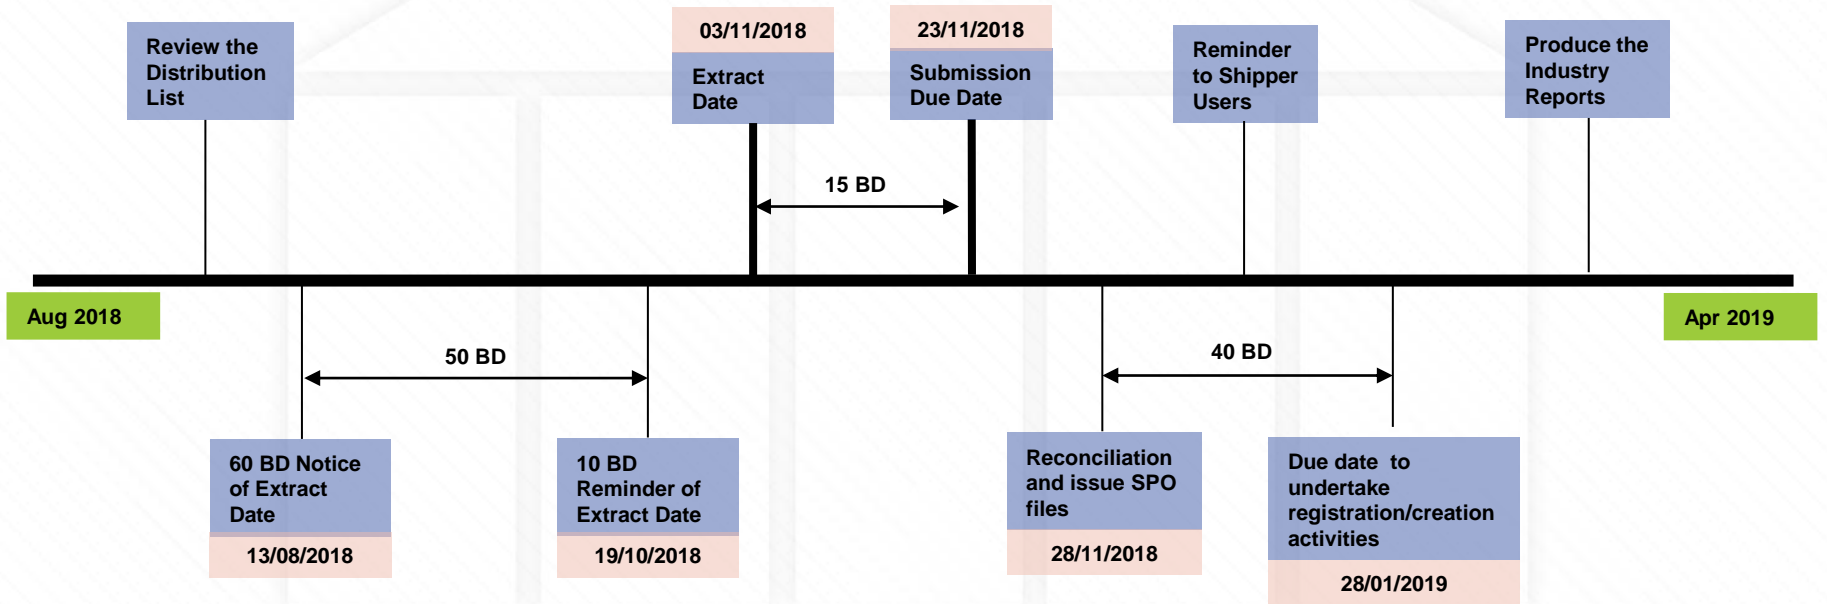 Review the
Distribution
List
03/11/2018
Extract
Date
23/11/2018
Submission
Due Date
Reminder
to Shipper
Users
Produce the
Industry
Reports
15 BD
Aug 2018
Apr 2019
50 BD
40 BD
60 BD Notice
of Extract
Date
13/08/2018
10 BD
Reminder of
Extract Date
19/10/2018
Reconciliation
and issue SPO
files
28/11/2018
Due date to
undertake
registration/creation
activities
28/01/2019